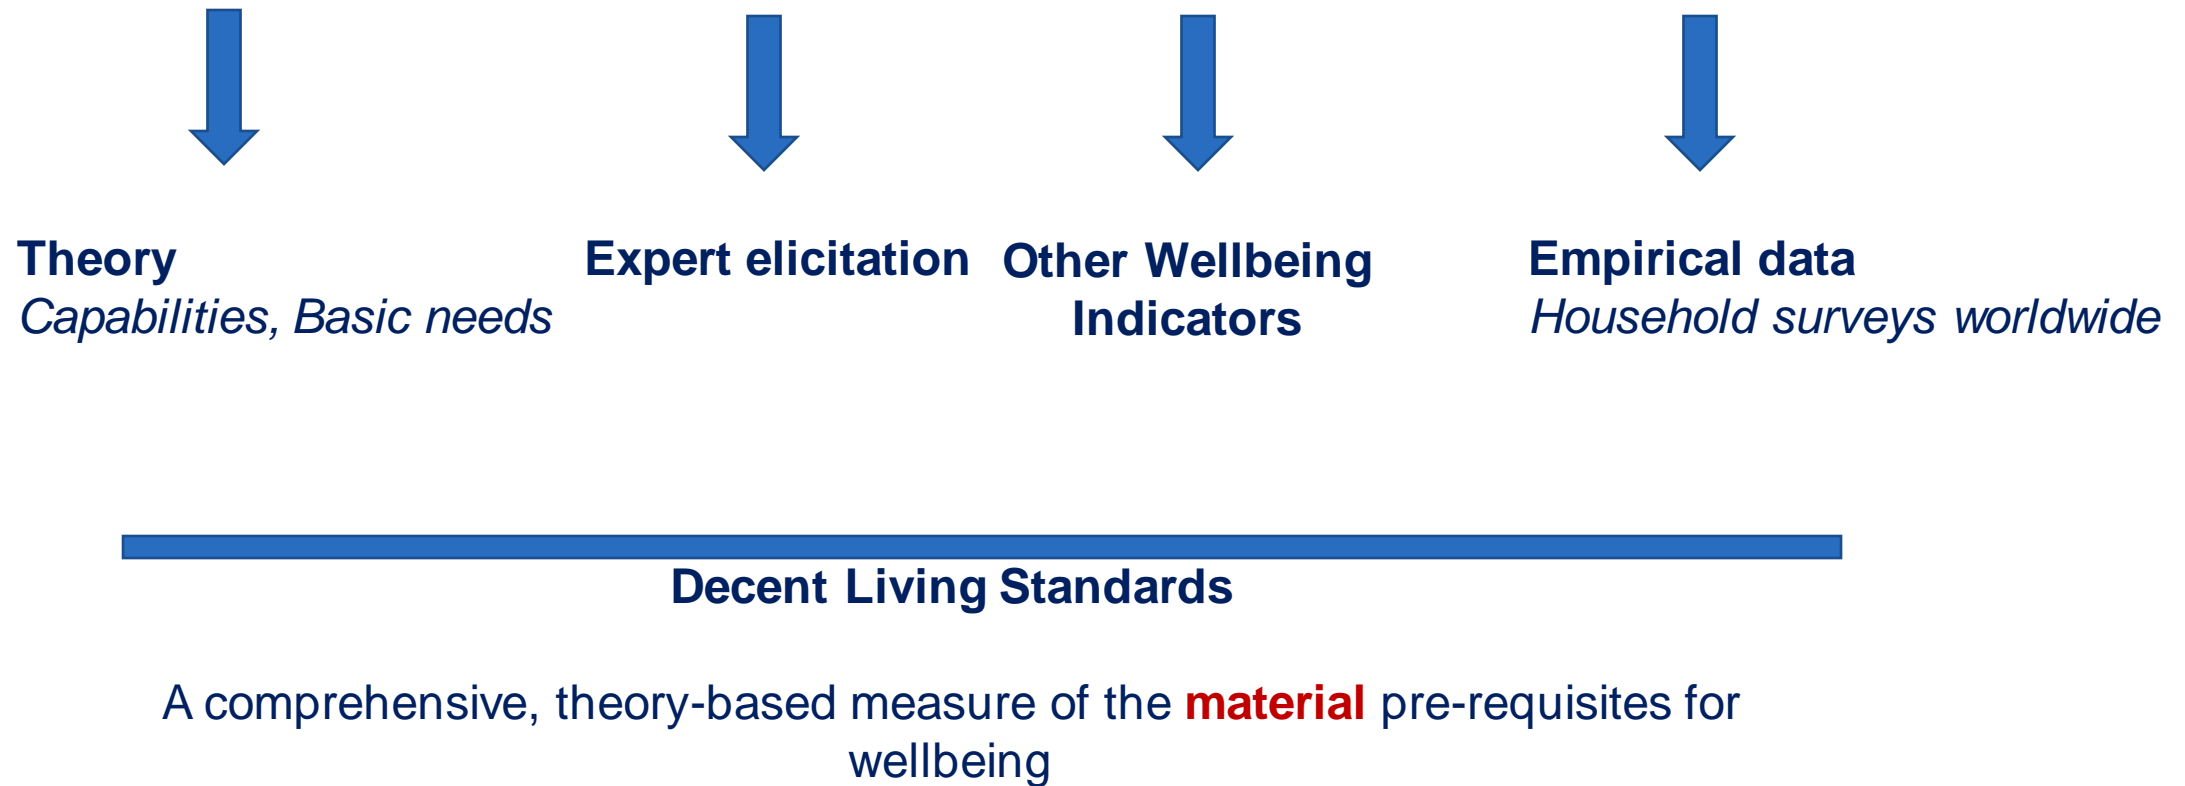 Theory
Capabilities, Basic needs
Expert elicitation
Other Wellbeing
Indicators
Empirical data
Household surveys worldwide
Decent Living Standards
A comprehensive, theory-based measure of the material pre-requisites for
wellbeing